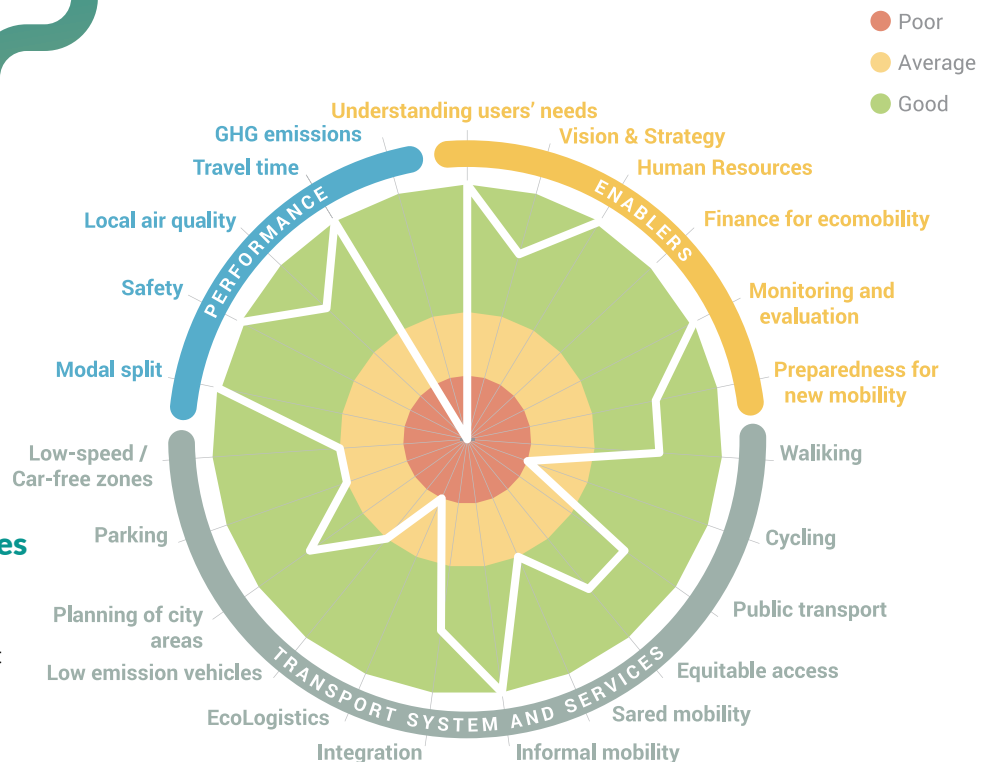 Poor
Average
Good
Understanding users' needs
GHG emissions
Vision & Strategy
Travel time
Human Resources
Local air quality
Finance for ecomobility
Safety
Monitoring and
evaluation
Modal split
Preparedness for
new mobility
PERFORMANCE
ENABLERS
Low-speed /
Car-free zones
Waliking
Parking
Cycling
es
Planning of city
areas
Public transport
Low emission vehicles
Equitable access
EcoLogistics
Sared mobility
Integration
Informal mobility
TRANSPORT SYSTEM AND SERVICES